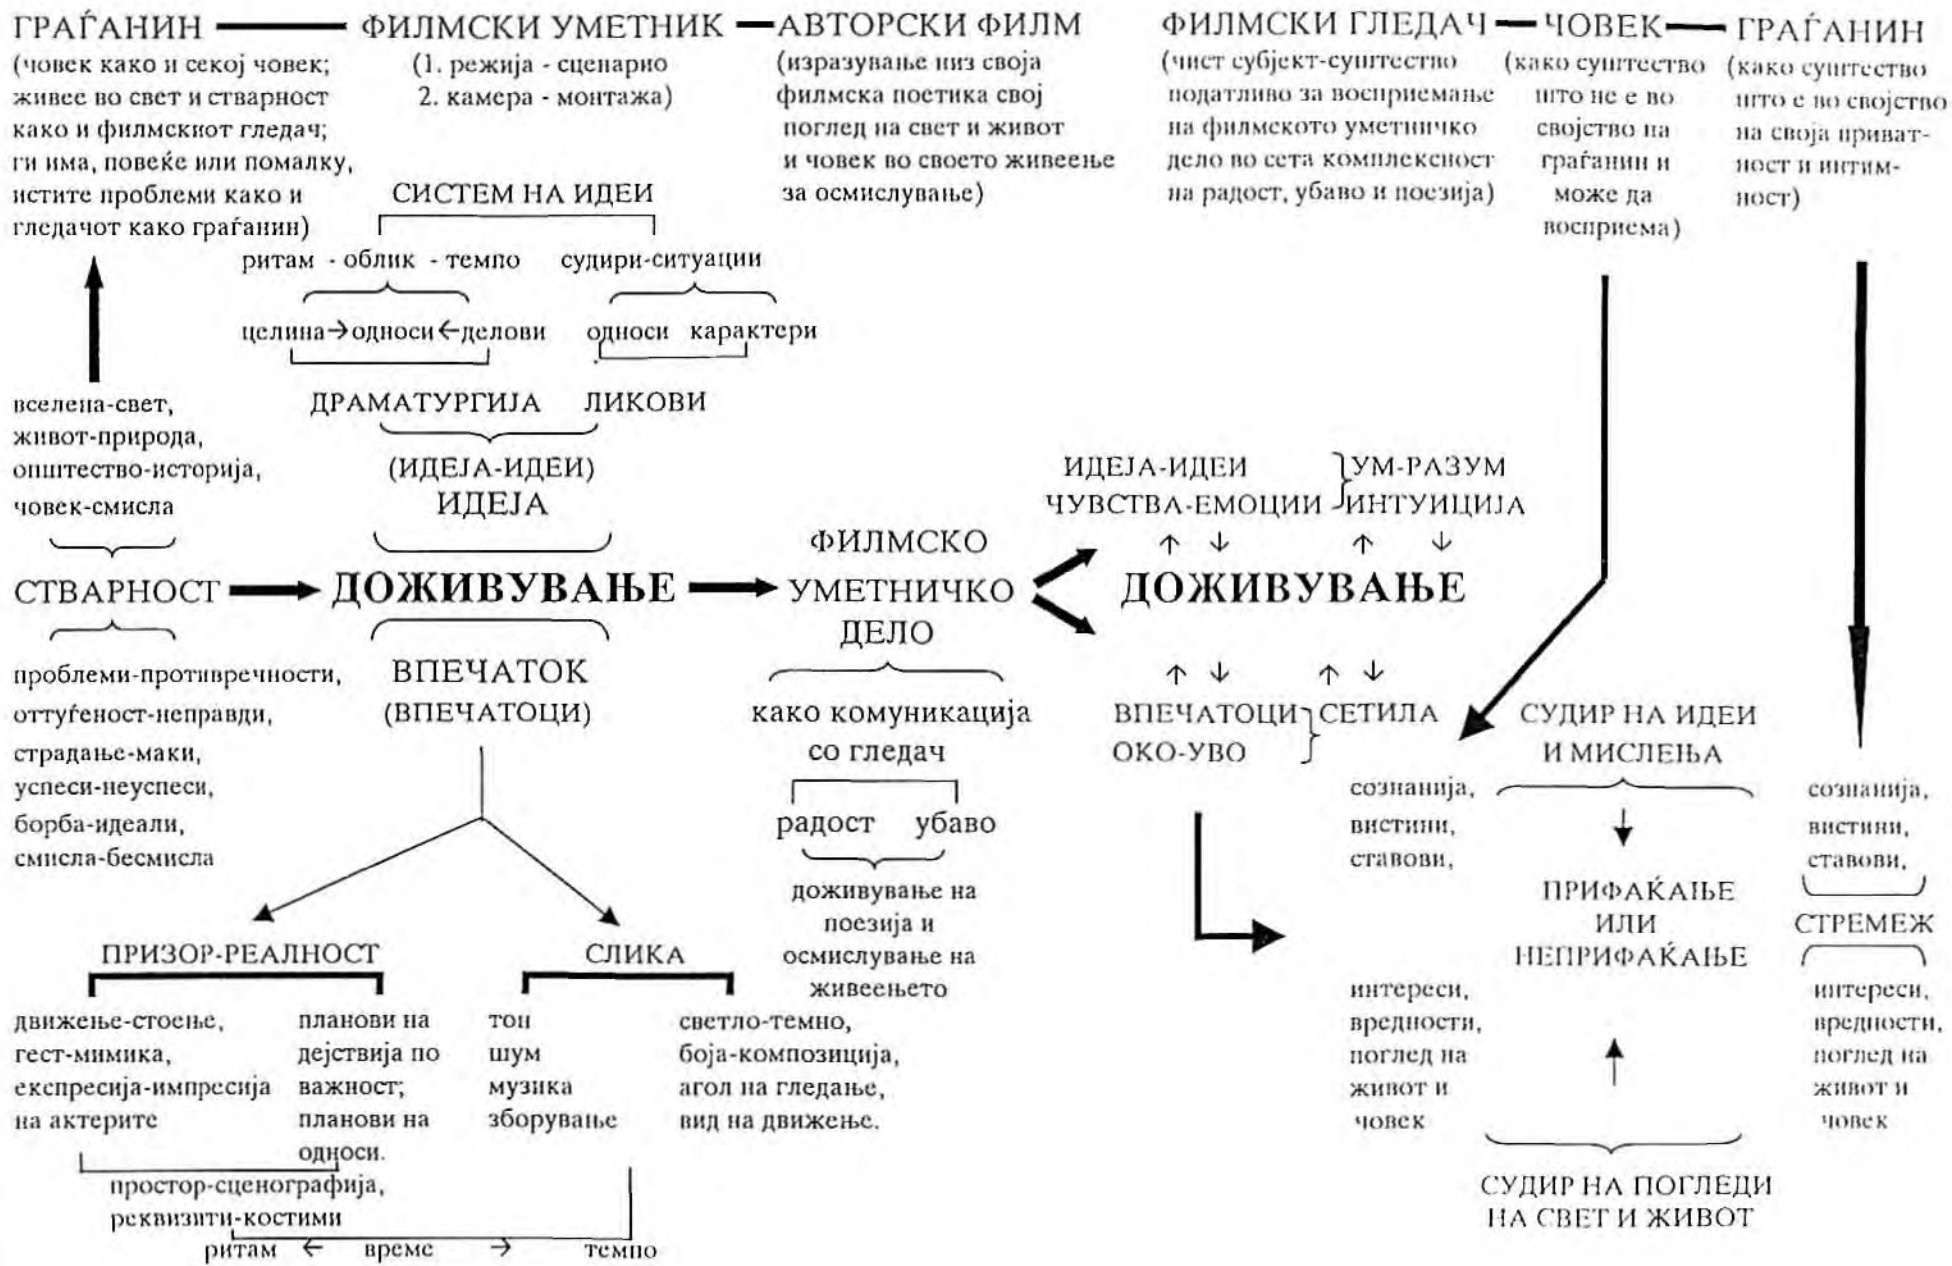 ГРАЃАНИН — ФИЛМСКИ УМЕТНИК — АВТОРСКИ ФИЛМ
(човек како и секој човек;
живее во свет и стварност
како и филмскиот гледач;
ги има, повеќе или помалку,
истите проблеми како и
гледачот како граѓанин)
(1. режија - сценарио
2. камера - монтажа)
(изразување низ своја
филмска поетика свој
поглед на свет и живот
и човек во своето живеење
за осмислување)
ФИЛМСКИ ГЛЕДАЧ — ЧОВЕК — ГРАЃАНИН
(чист субјект-суштество
податливо за восприемање
на филмското уметничко
дело во сета комплексност
на радост, убаво и поезија)
(како суштество
што не е во
својство на
граѓанин и
може да
восприема)
(како суштество
што е во својство
на своја приват-
ност и интим-
ност)
СИСТЕМ НА ИДЕИ
ритам - облик - темпо судири-ситуации
целина→односи←делови односи карактери
ДРАМАТУРГИЈА ЛИКОВИ
(ИДЕЈА-ИДЕИ)
ИДЕЈА
вселена-свет,
живот-природа,
општество-историја,
човек-смисла
СТВАРНОСТ → ДОЖИВУВАЊЕ →
ФИЛМСКО
УМЕТНИЧКО
ДЕЛО
проблеми-противречности,
оттуѓеност-неправди,
страдање-маки,
успеси-неуспеси,
борба-идеали,
смисла-бесмисла
ВПЕЧАТОК
(ВПЕЧАТОЦИ)
како комуникација
со гледач
радост убаво
доживување на
поезија и
осмислување на
живеењето
ПРИЗОР-РЕАЛНОСТ
движење-стоење,
гест-мимика,
експресија-импресија
на актерите
планови на
дејствија по
важност;
планови на
односи.
СЛИКА
тон
шум
музика
зборување
светло-темно,
боја-композиција,
агол на гледање,
вид на движење.
простор-сценографија,
реквизити-костими
ритам ← време → темпо
ИДЕЈА-ИДЕИ УМ-РАЗУМ
ЧУВСТВА-ЕМОЦИИ ИНТУИЦИЈА
↑ ↓ ↑ ↓
ДОЖИВУВАЊЕ
↑ ↓ ↑ ↓
ВПЕЧАТОЦИ СЕТИЛА
ОКО-УВО
сознанија,
вистини,
ставови,
интереси,
вредности,
поглед на
живот и
човек
СУДИР НА ИДЕИ
И МИСЛЕЊА
ПРИФАЌАЊЕ
ИЛИ
НЕПРИФАЌАЊЕ
СУДИР НА ПОГЛЕДИ
НА СВЕТ И ЖИВОТ
сознанија,
вистини,
ставови,
СТРЕМЕЖ
интереси,
вредности,
поглед на
живот и
човек